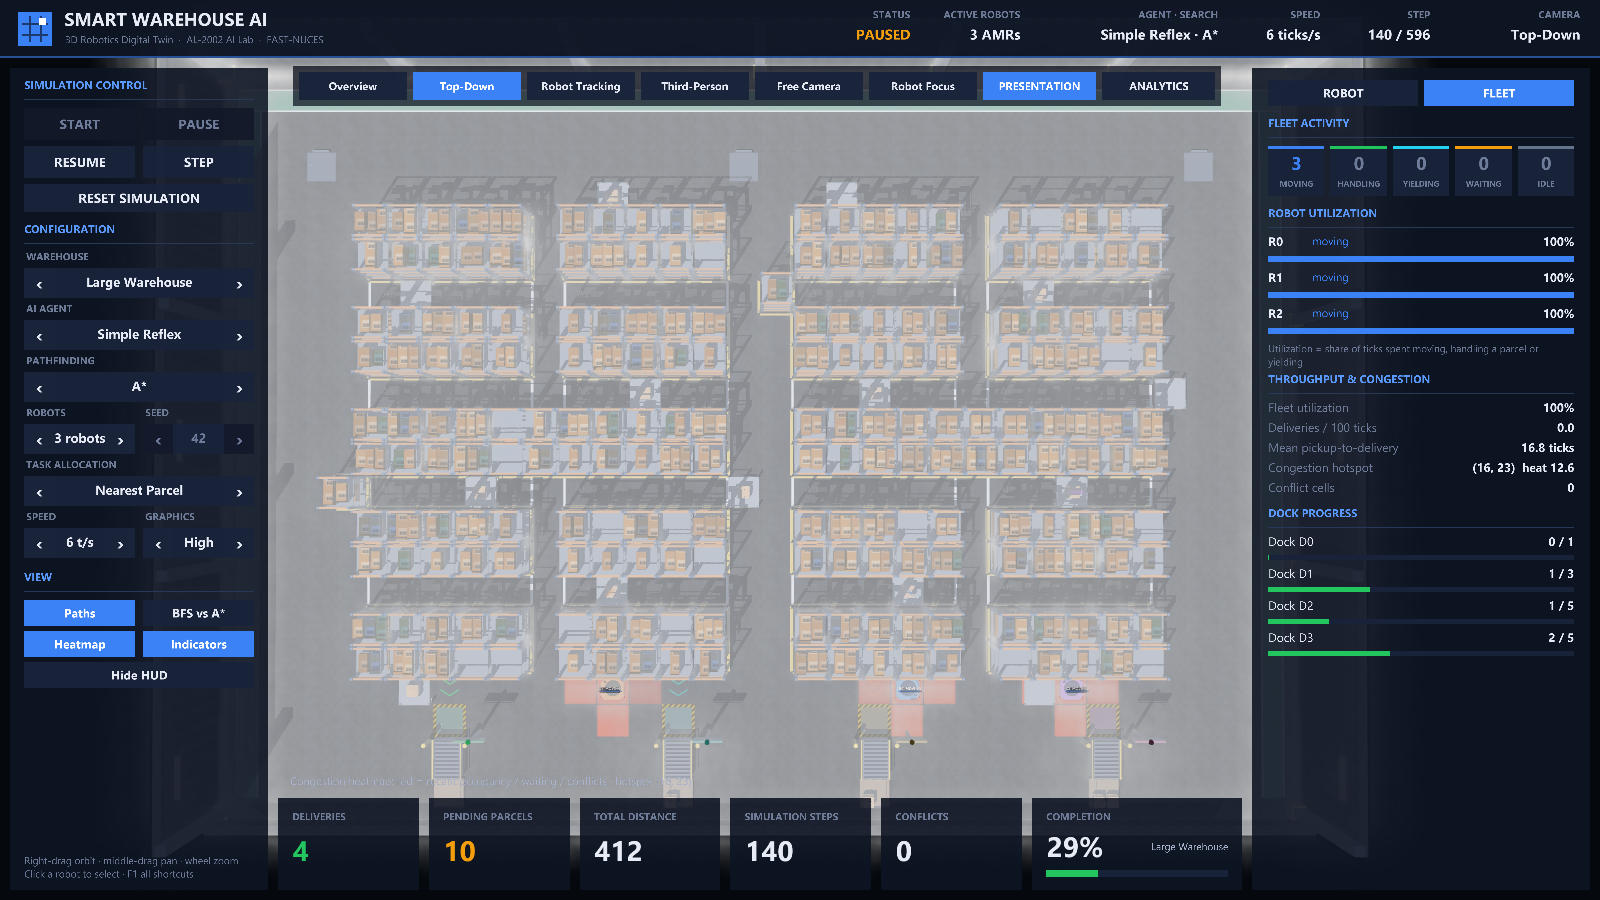 SMART WAREHOUSE AI
3D Robotics Digital Twin · AL-2002 AI Lab · FAST-NUCES
STATUS
PAUSED
ACTIVE ROBOTS
3 AMRs
AGENT · SEARCH
Simple Reflex · A*
SPEED
6 ticks/s
STEP
140 / 596
CAMERA
Top-Down
SIMULATION CONTROL
START
PAUSE
RESUME
STEP
RESET SIMULATION
CONFIGURATION
WAREHOUSE
‹ Large Warehouse ›
AI AGENT
‹ Simple Reflex ›
PATHFINDING
‹ A* ›
ROBOTS
SEED
‹ 3 robots ›
‹ 42 ›
TASK ALLOCATION
‹ Nearest Parcel ›
SPEED
GRAPHICS
‹ 6 t/s ›
‹ High ›
VIEW
Paths
BFS vs A*
Heatmap
Indicators
Hide HUD
Right-drag orbit · middle-drag pan · wheel zoom
Click a robot to select · F1 all shortcuts
Overview
Top-Down
Robot Tracking
Third-Person
Free Camera
Robot Focus
PRESENTATION
ANALYTICS
Congestion heatmap
DELIVERIES
4
PENDING PARCELS
10
TOTAL DISTANCE
412
SIMULATION STEPS
140
CONFLICTS
0
COMPLETION
29%
Large Warehouse
ROBOT
FLEET
FLEET ACTIVITY
3
MOVING
0
HANDLING
0
YIELDING
0
WAITING
0
IDLE
ROBOT UTILIZATION
R0 moving 100%
R1 moving 100%
R2 moving 100%
Utilization = share of ticks spent moving, handling a parcel or
yielding
THROUGHPUT & CONGESTION
Fleet utilization 100%
Deliveries / 100 ticks 0.0
Mean pickup-to-delivery 16.8 ticks
Congestion hotspot (16, 23) heat 12.6
Conflict cells 0
DOCK PROGRESS
Dock D0 0 / 1
Dock D1 1 / 3
Dock D2 1 / 5
Dock D3 2 / 5